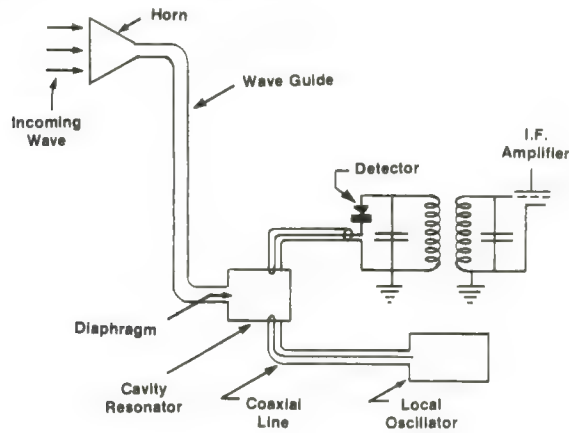 Horn
Wave Guide
Incoming
Wave
I.F.
Amplifier
Detector
Diaphragm
Cavity
Resonator
Coaxial
Line
Local
Oscillator